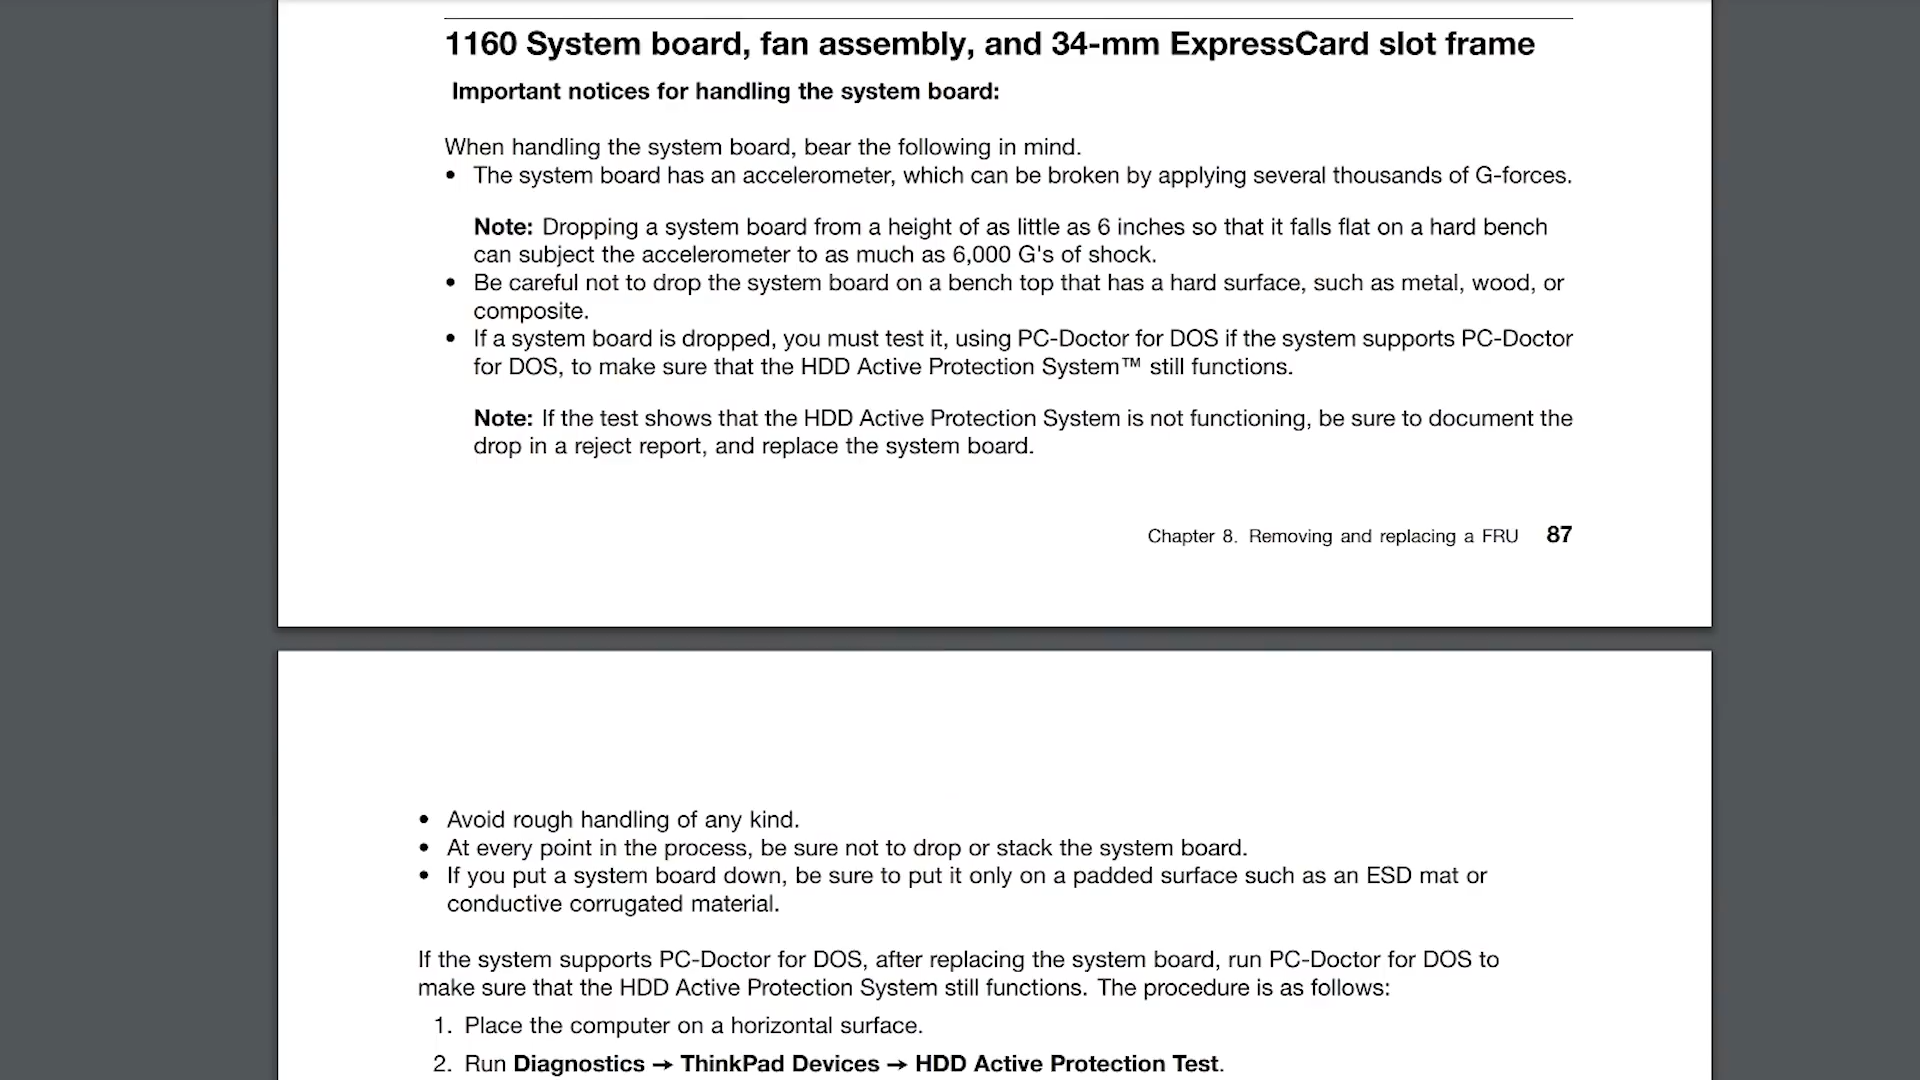 1160 System board, fan assembly, and 34-mm ExpressCard slot frame
Important notices for handling the system board:
When handling the system board, bear the following in mind.
• The system board has an accelerometer, which can be broken by applying several thousands of G-forces.
Note: Dropping a system board from a height of as little as 6 inches so that it falls flat on a hard bench
can subject the accelerometer to as much as 6,000 G's of shock.
• Be careful not to drop the system board on a bench top that has a hard surface, such as metal, wood, or
composite.
• If a system board is dropped, you must test it, using PC-Doctor for DOS if the system supports PC-Doctor
for DOS, to make sure that the HDD Active Protection System™ still functions.
Note: If the test shows that the HDD Active Protection System is not functioning, be sure to document the
drop in a reject report, and replace the system board.
Chapter 8. Removing and replacing a FRU 87
• Avoid rough handling of any kind.
• At every point in the process, be sure not to drop or stack the system board.
• If you put a system board down, be sure to put it only on a padded surface such as an ESD mat or
conductive corrugated material.
If the system supports PC-Doctor for DOS, after replacing the system board, run PC-Doctor for DOS to
make sure that the HDD Active Protection System still functions. The procedure is as follows:
1. Place the computer on a horizontal surface.
2. Run Diagnostics → ThinkPad Devices → HDD Active Protection Test.